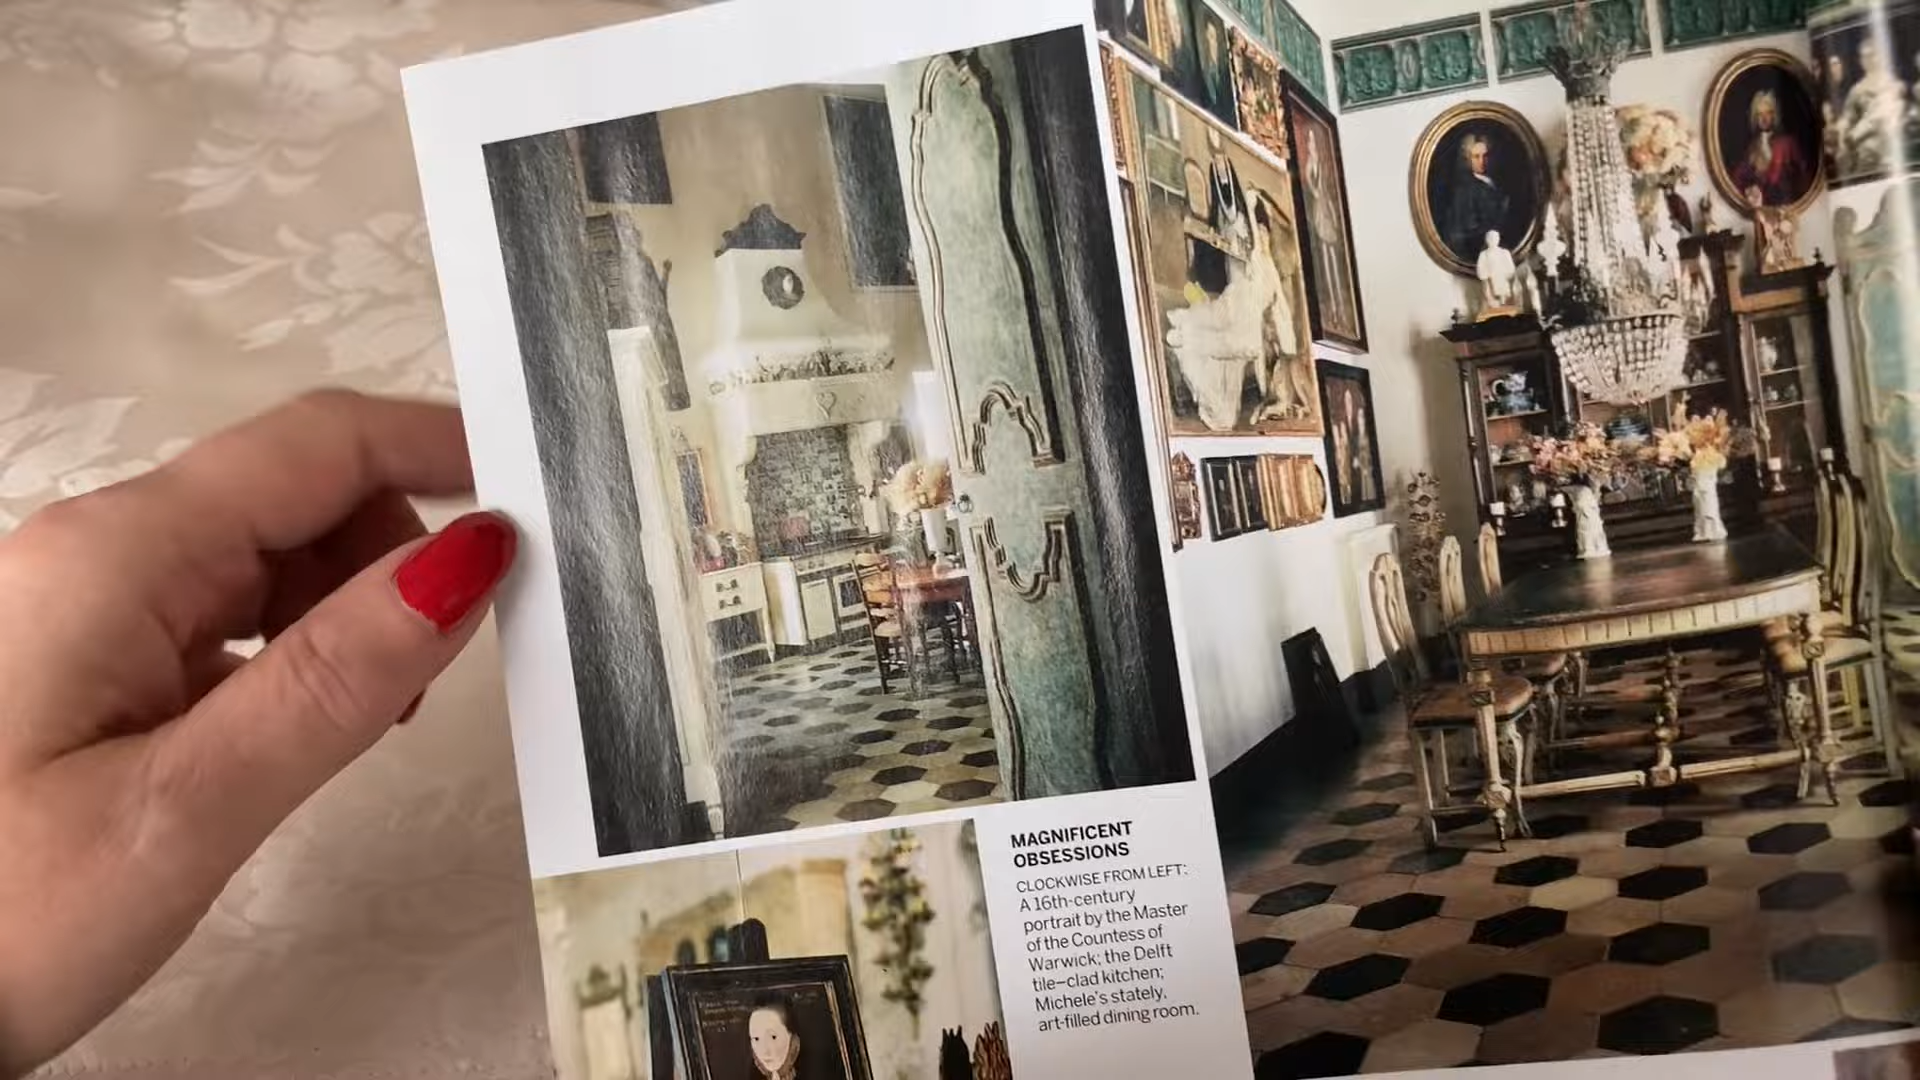 MAGNIFICENT
OBSESSIONS
CLOCKWISE FROM LEFT:
A 16th-century
portrait by the Master
of the Countess of
Warwick; the Delft
tile–clad kitchen;
Michele's stately,
art-filled dining room.